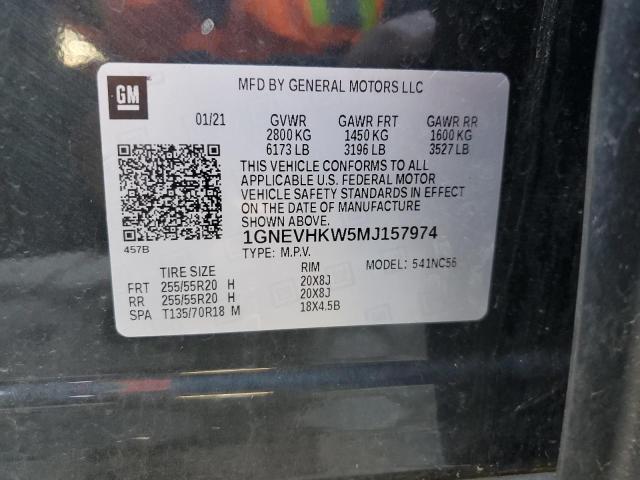 GM
MFD BY GENERAL MOTORS LLC
01/21 GVWR GAWR FRT GAWR RR
2800 KG 1450 KG 1600 KG
6173 LB 3196 LB 3527 LB
THIS VEHICLE CONFORMS TO ALL
APPLICABLE U.S. FEDERAL MOTOR
VEHICLE SAFETY STANDARDS IN EFFECT
ON THE DATE OF MANUFACTURE
SHOWN ABOVE.
457B
1GNEVHKW5MJ157974
TYPE: M.P.V. MODEL: 541NC56
TIRE SIZE RIM
FRT 255/55R20 H 20X8J
RR 255/55R20 H 20X8J
SPA T135/70R18 M 18X4.5B